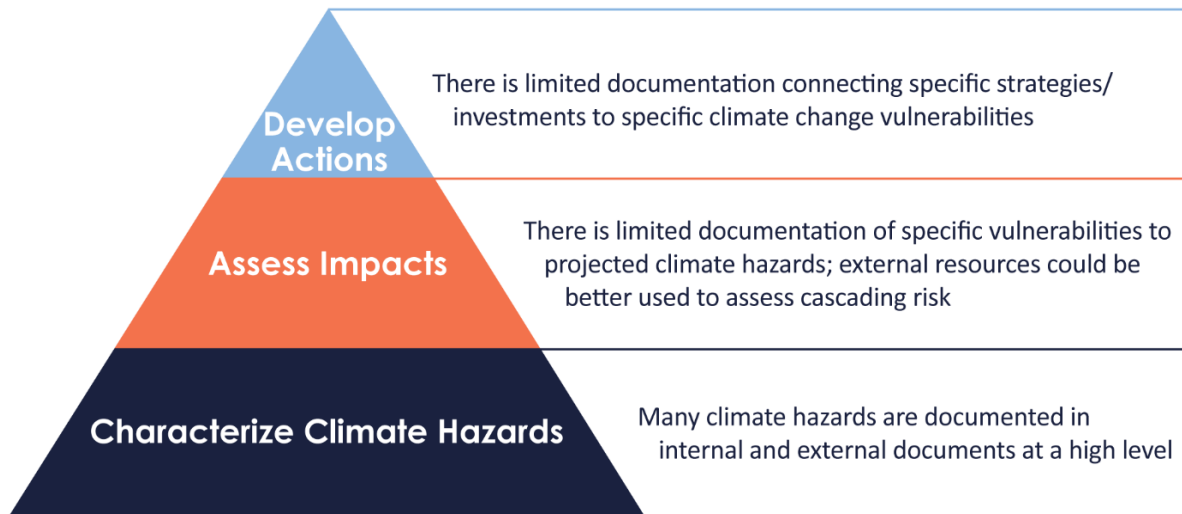 Develop
Actions
There is limited documentation connecting specific strategies/
investments to specific climate change vulnerabilities
Assess Impacts
There is limited documentation of specific vulnerabilities to
projected climate hazards; external resources could be
better used to assess cascading risk
Characterize Climate Hazards
Many climate hazards are documented in
internal and external documents at a high level